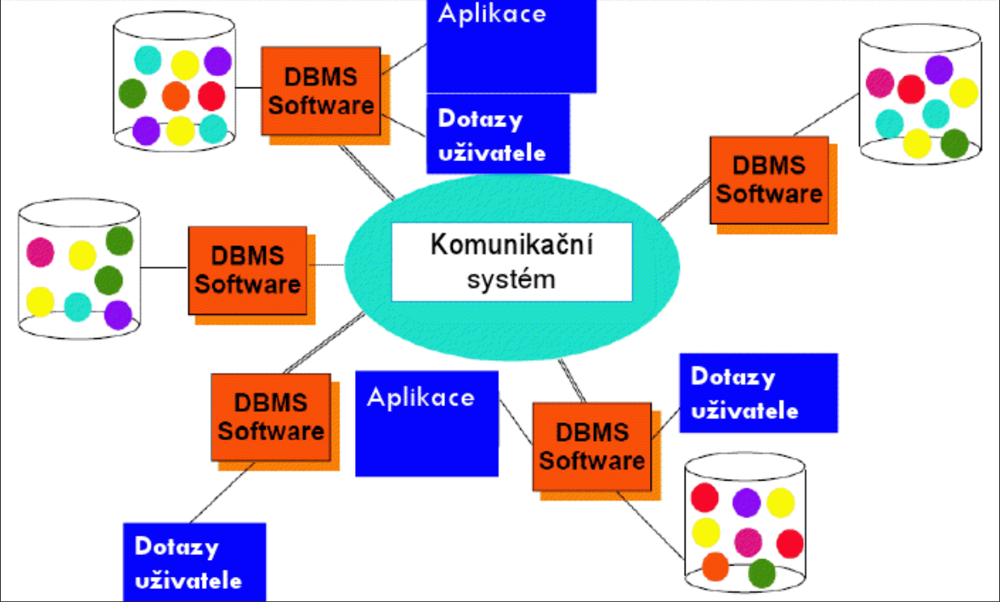 Aplikace
DBMS
Software
Dotazy
uživatele
DBMS
Software
Komunikační
systém
DBMS
Software
DBMS
Software
Aplikace
DBMS
Software
Dotazy
uživatele
Dotazy
uživatele